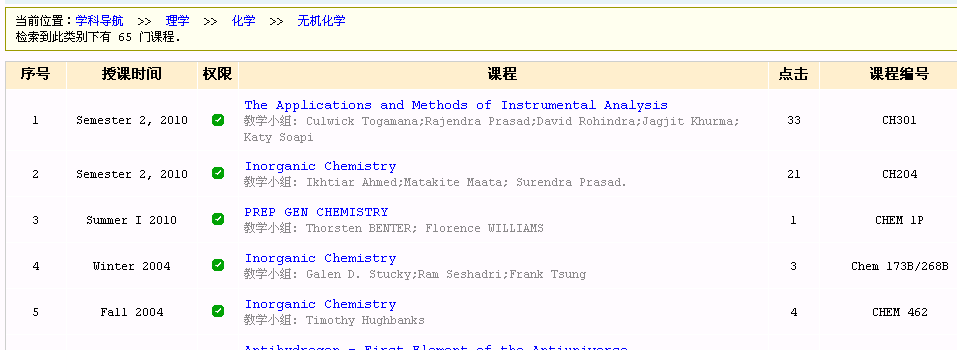 当前位置：学科导航 >> 理学 >> 化学 >> 无机化学
检索到此类别下有 65 门课程.
序号 授课时间 权限 课程 点击 课程编号
1 Semester 2, 2010 The Applications and Methods of Instrumental Analysis 33 CH301
教学小组: Culwick Togamana;Rajendra Prasad;David Rohindra;Jagjit Khurma;
Katy Soapi
2 Semester 2, 2010 Inorganic Chemistry 21 CH204
教学小组: Ikhtiar Ahmed;Matakite Maata; Surendra Prasad.
3 Summer I 2010 PREP GEN CHEMISTRY 1 CHEM 1P
教学小组: Thorsten BENTER; Florence WILLIAMS
4 Winter 2004 Inorganic Chemistry 3 Chem 173B/268B
教学小组: Galen D. Stucky;Ram Seshadri;Frank Tsung
5 Fall 2004 Inorganic Chemistry 4 CHEM 462
教学小组: Timothy Hughbanks
Antihydrogen - First Element of the Antiuniverse